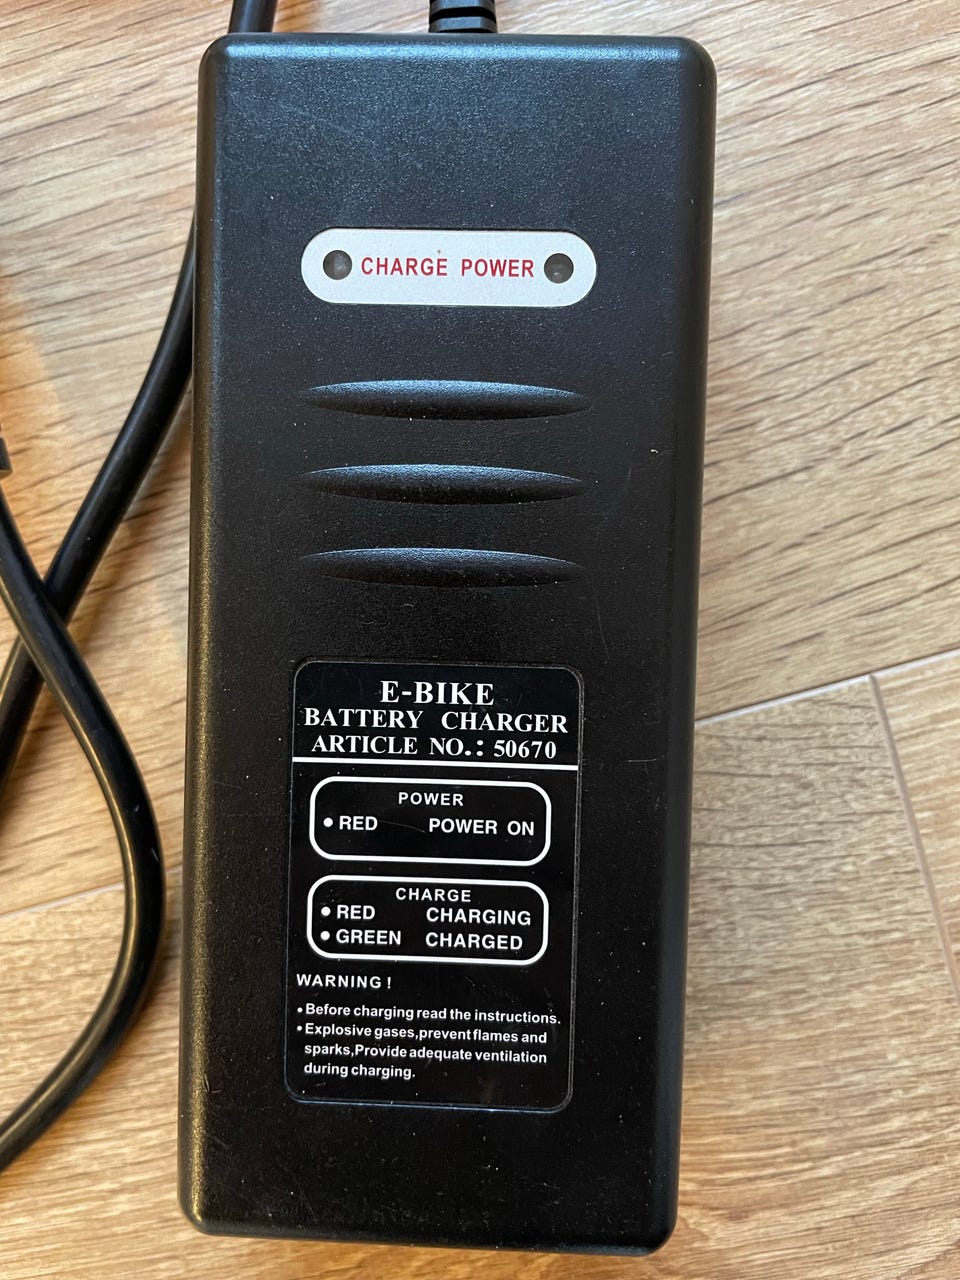 CHARGE POWER
E-BIKE
BATTERY CHARGER
ARTICLE NO.: 50670
POWER
• RED POWER ON
CHARGE
• RED CHARGING
• GREEN CHARGED
WARNING !
• Before charging read the instructions.
• Explosive gases,prevent flames and
sparks,Provide adequate ventilation
during charging.